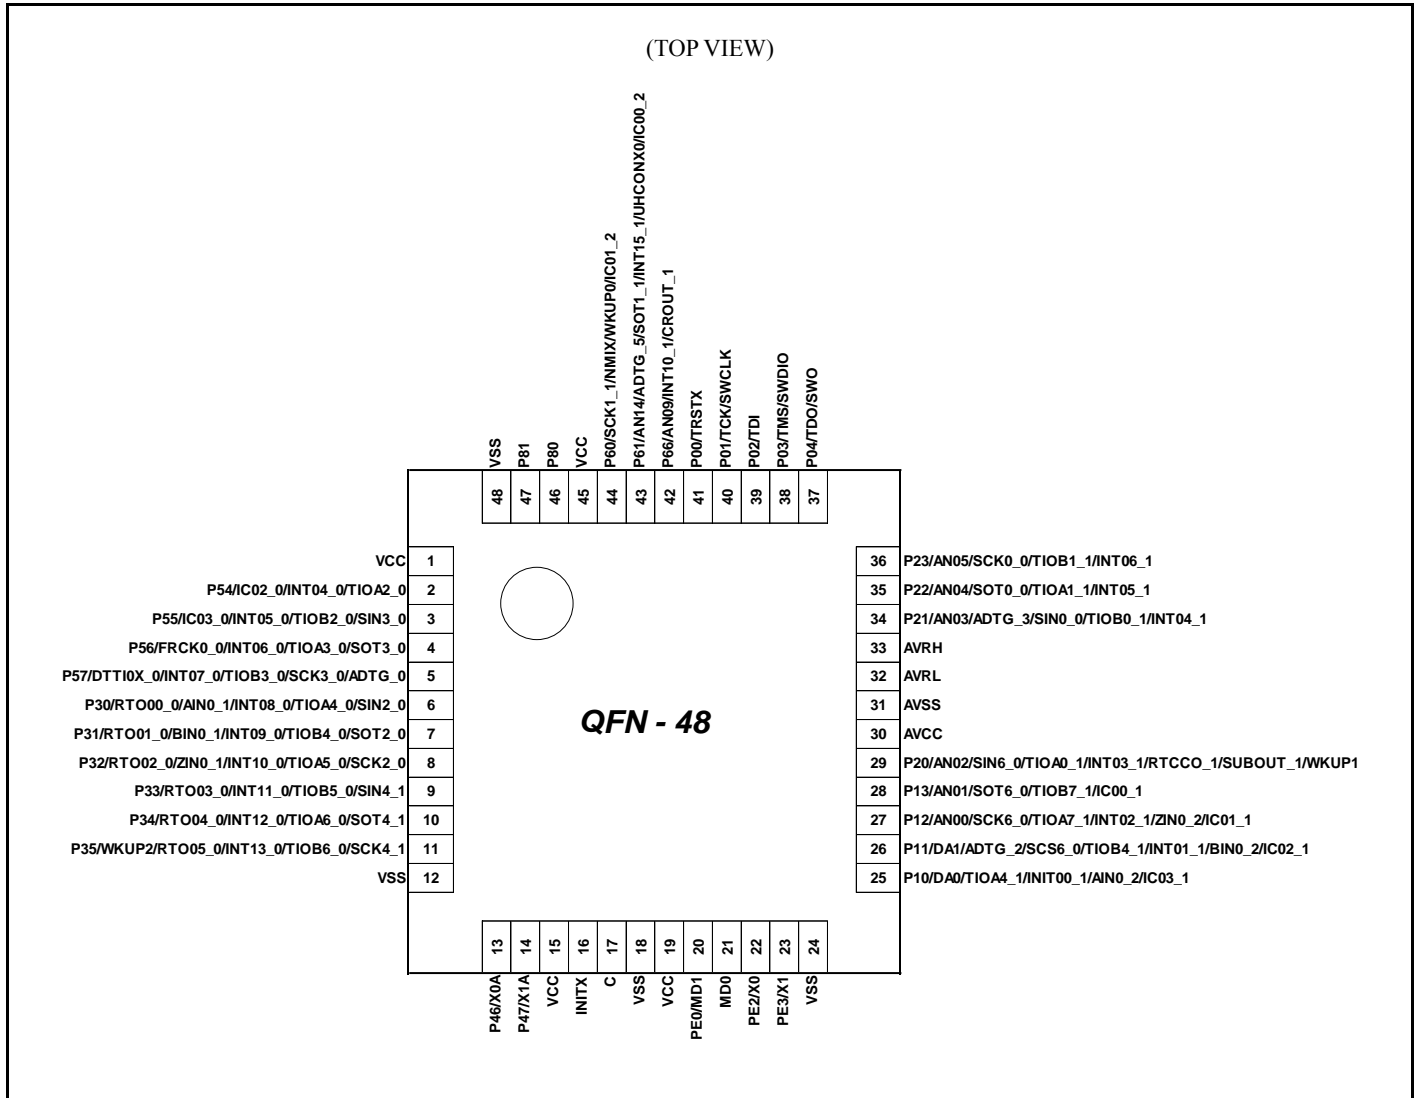 (TOP VIEW)
VSS
P81
P80
VCC
P60/SCK1_1/NMIX/WKUP0/IC01_2
P61/AN14/ADTG_5/SOT1_1/INT15_1/UHCONX0/IC00_2
P66/AN09/INT10_1/CROUT_1
P00/TRSTX
P01/TCK/SWCLK
P02/TDI
P03/TMS/SWDIO
P04/TDO/SWO
48 47 46 45 44 43 42 41 40 39 38 37
VCC 1
P54/IC02_0/INT04_0/TIOA2_0 2
P55/IC03_0/INT05_0/TIOB2_0/SIN3_0 3
P56/FRCK0_0/INT06_0/TIOA3_0/SOT3_0 4
P57/DTTI0X_0/INT07_0/TIOB3_0/SCK3_0/ADTG_0 5
P30/RTO00_0/AIN0_1/INT08_0/TIOA4_0/SIN2_0 6
P31/RTO01_0/BIN0_1/INT09_0/TIOB4_0/SOT2_0 7
P32/RTO02_0/ZIN0_1/INT10_0/TIOA5_0/SCK2_0 8
P33/RTO03_0/INT11_0/TIOB5_0/SIN4_1 9
P34/RTO04_0/INT12_0/TIOA6_0/SOT4_1 10
P35/WKUP2/RTO05_0/INT13_0/TIOB6_0/SCK4_1 11
VSS 12
QFN - 48
36 P23/AN05/SCK0_0/TIOB1_1/INT06_1
35 P22/AN04/SOT0_0/TIOA1_1/INT05_1
34 P21/AN03/ADTG_3/SIN0_0/TIOB0_1/INT04_1
33 AVRH
32 AVRL
31 AVSS
30 AVCC
29 P20/AN02/SIN6_0/TIOA0_1/INT03_1/RTCCO_1/SUBOUT_1/WKUP1
28 P13/AN01/SOT6_0/TIOB7_1/IC00_1
27 P12/AN00/SCK6_0/TIOA7_1/INT02_1/ZIN0_2/IC01_1
26 P11/DA1/ADTG_2/SCS6_0/TIOB4_1/INT01_1/BIN0_2/IC02_1
25 P10/DA0/TIOA4_1/INIT00_1/AIN0_2/IC03_1
13 14 15 16 17 18 19 20 21 22 23 24
P46/X0A
P47/X1A
VCC
INITX
C
VSS
VCC
PE0/MD1
MD0
PE2/X0
PE3/X1
VSS